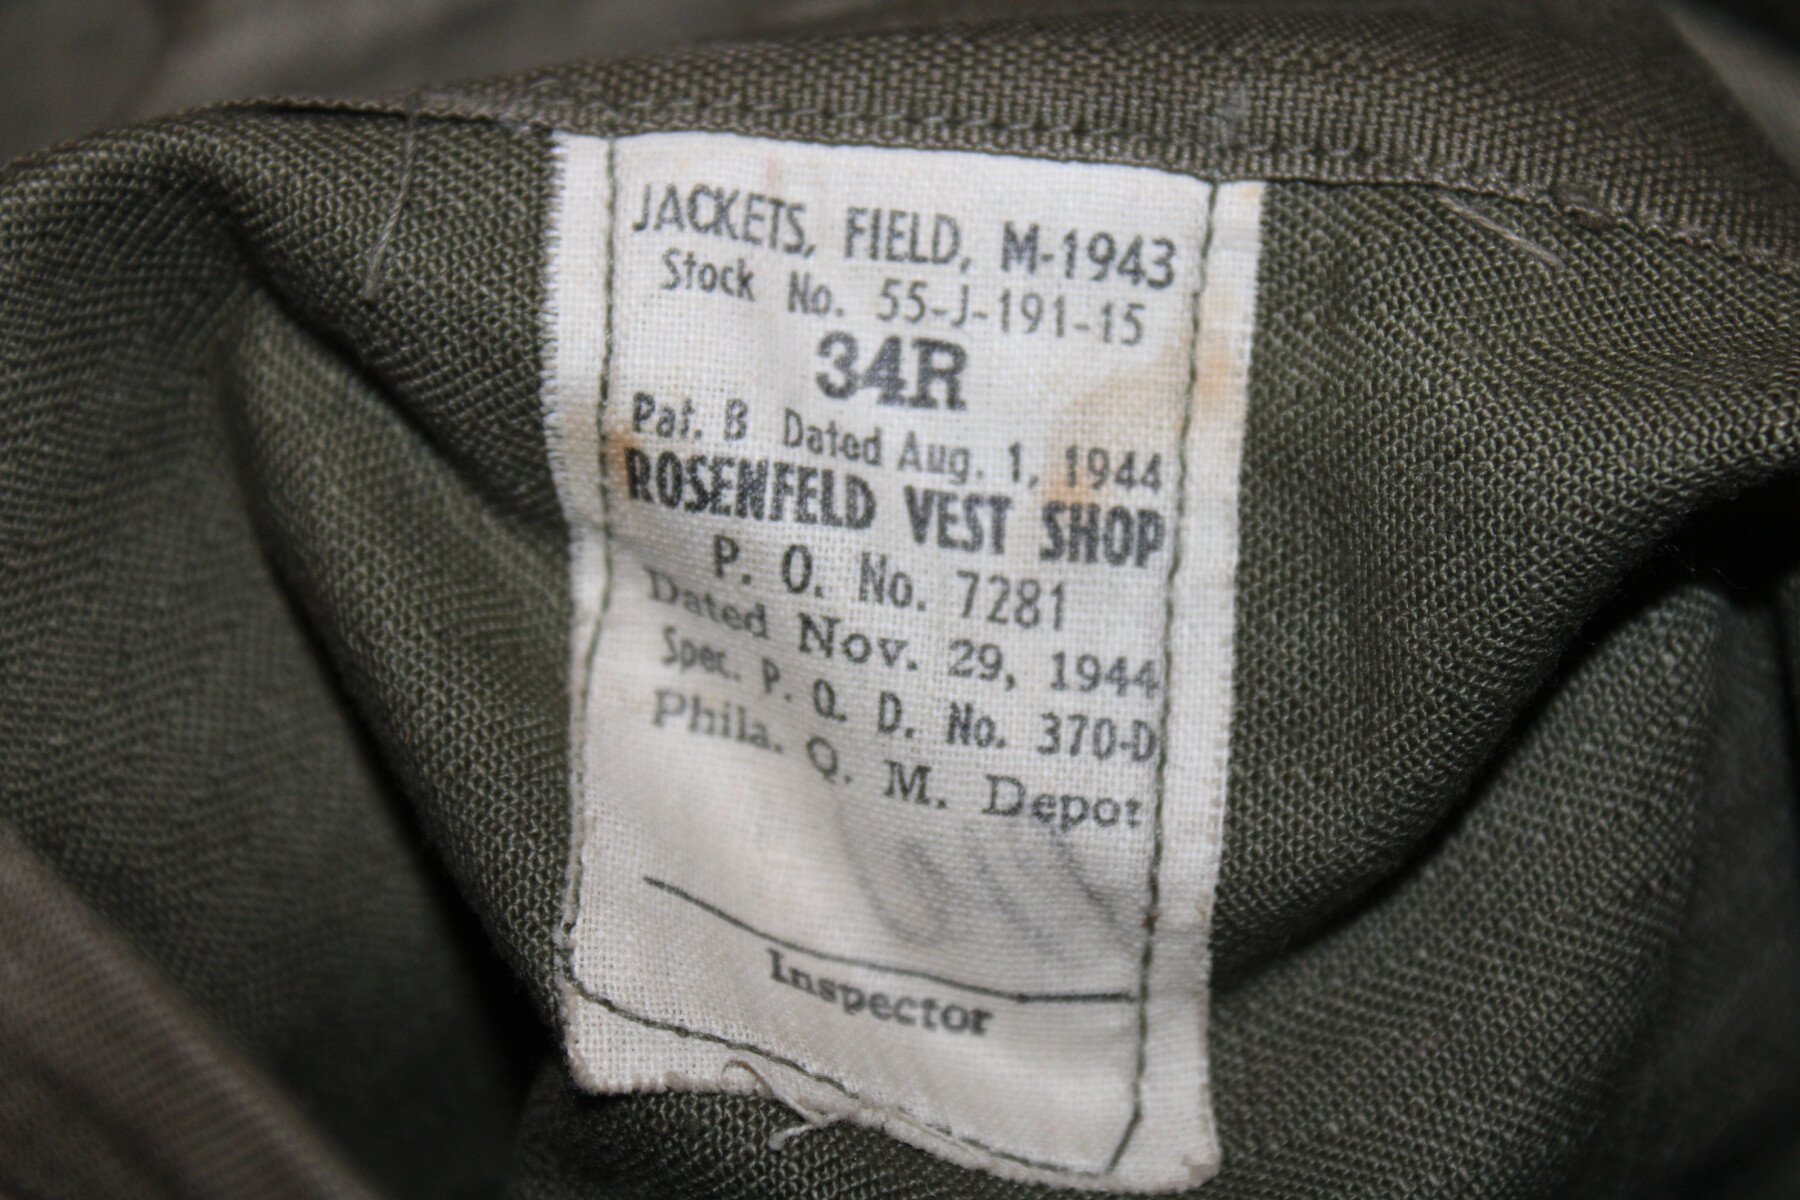 JACKETS, FIELD, M-1943
Stock No. 55-J-191-15
34R
Pat. B Dated Aug. 1, 1944
ROSENFELD VEST SHOP
P. O. No. 7281
Dated Nov. 29, 1944
Spec. P. Q. D. No. 370-D
Phila. Q. M. Depot
Inspector